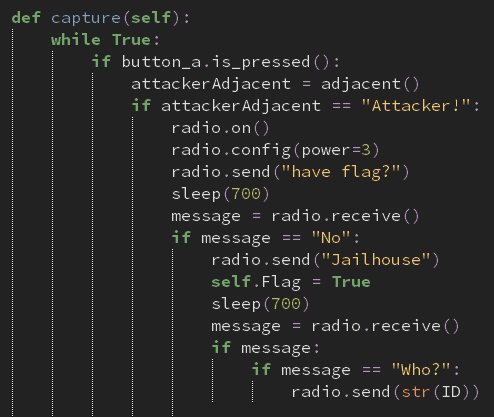 def capture(self):
    while True:
        if button_a.is_pressed():
            attackerAdjacent = adjacent()
            if attackerAdjacent == "Attacker!":
                radio.on()
                radio.config(power=3)
                radio.send("have flag?")
                sleep(700)
                message = radio.receive()
                if message == "No":
                    radio.send("Jailhouse")
                    self.Flag = True
                    sleep(700)
                    message = radio.receive()
                    if message:
                        if message == "Who?":
                            radio.send(str(ID))